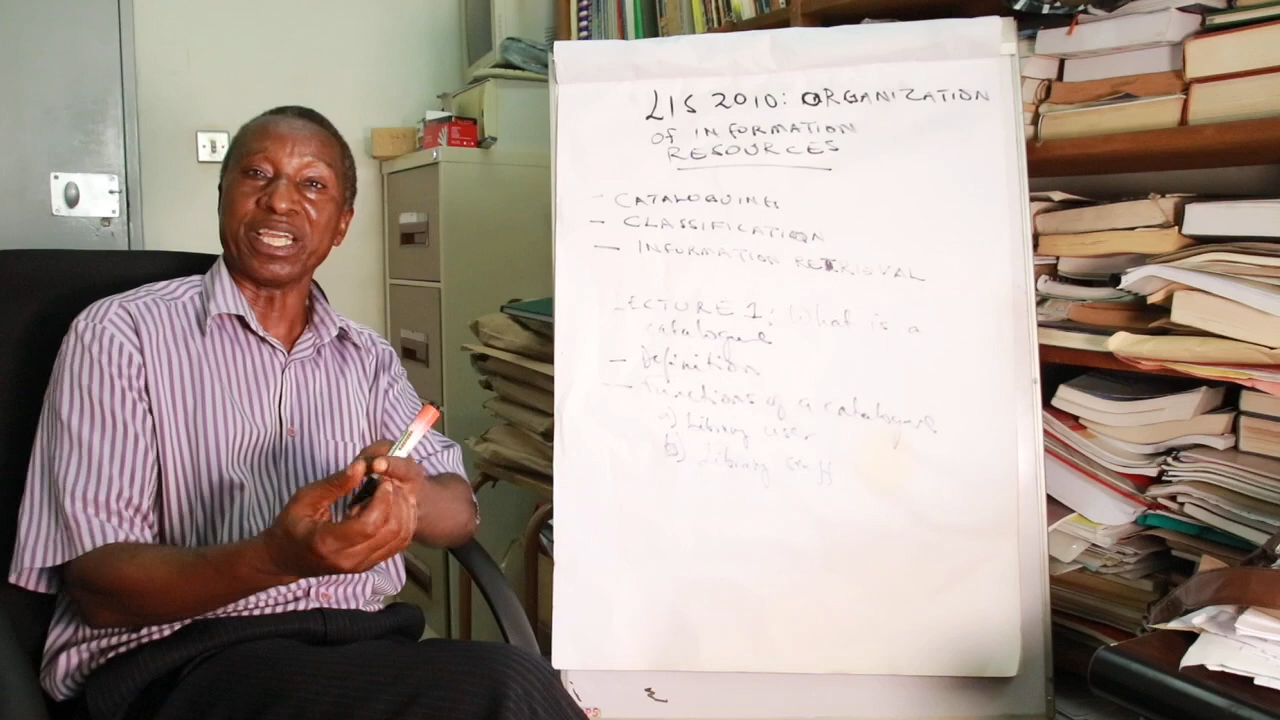 LIS 2010: ORGANIZATION
OF INFORMATION
RESOURCES
- CATALOGUING
- CLASSIFICATION
- INFORMATION RETRIEVAL
LECTURE 1: What is a
catalogue
- Definition
- Functions of a catalogue
a) Library user
b) Library staff